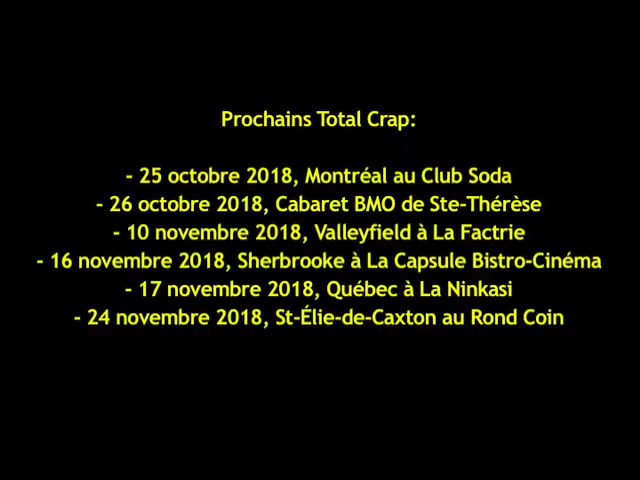 Prochains Total Crap:
- 25 octobre 2018, Montréal au Club Soda
- 26 octobre 2018, Cabaret BMO de Ste-Thérèse
- 10 novembre 2018, Valleyfield à La Factrie
- 16 novembre 2018, Sherbrooke à La Capsule Bistro-Cinéma
- 17 novembre 2018, Québec à La Ninkasi
- 24 novembre 2018, St-Élie-de-Caxton au Rond Coin